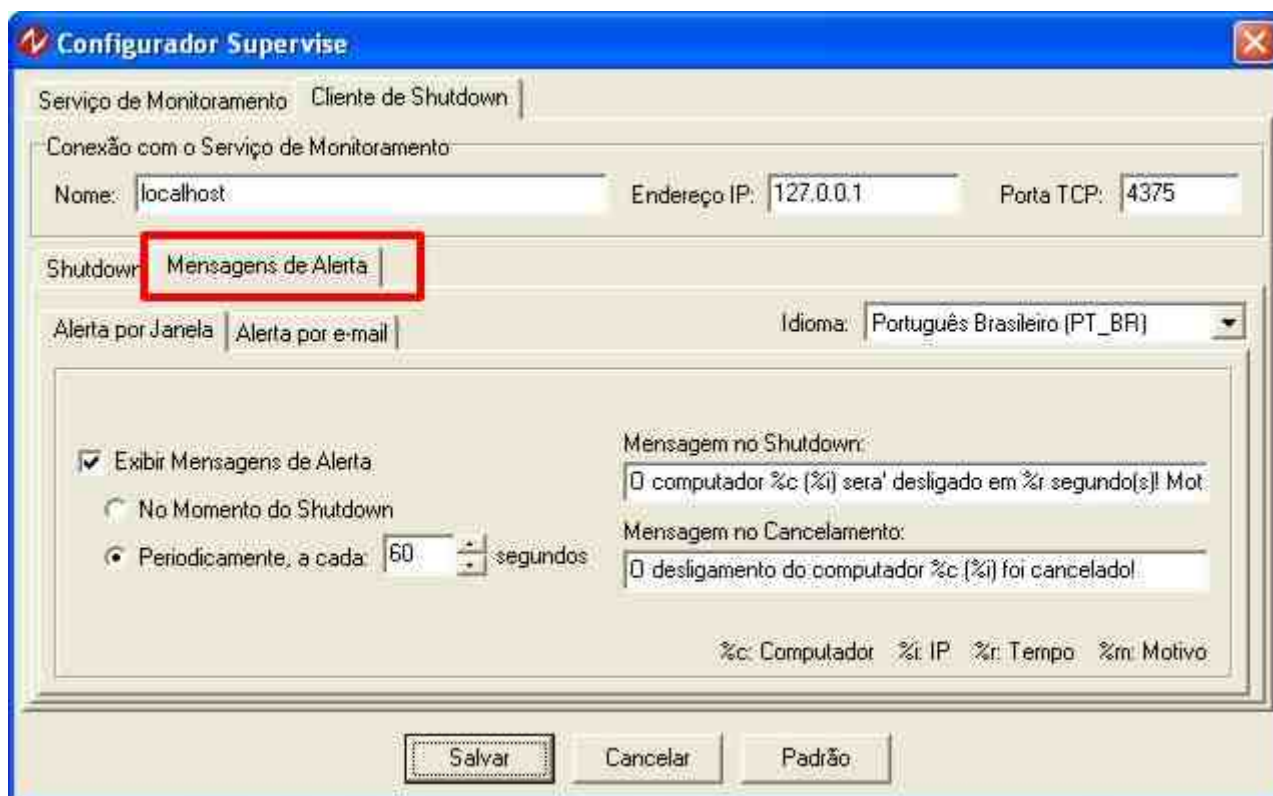 Configurador Supervise
Serviço de Monitoramento Cliente de Shutdown
Conexão com o Serviço de Monitoramento
Nome: localhost Endereço IP: 127.0.0.1 Porta TCP: 4375
Shutdown Mensagens de Alerta
Alerta por Janela Alerta por e-mail Idioma: Português Brasileiro (PT_BR)
Exibir Mensagens de Alerta
No Momento do Shutdown
Periodicamente, a cada: 60 segundos
Mensagem no Shutdown:
O computador %c (%i) sera' desligado em %r segundo(s)! Mot
Mensagem no Cancelamento:
O desligamento do computador %c (%i) foi cancelado!
%c: Computador %i: IP %r: Tempo %m: Motivo
Salvar Cancelar Padrão